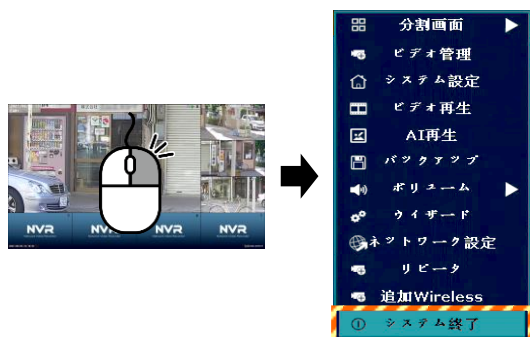 NVR
NVR
NVR
NVR
分割画面
ビデオ管理
システム設定
ビデオ再生
AI再生
バックアップ
ボリューム
ウイザード
ネットワーク設定
リピータ
追加Wireless
システム終了